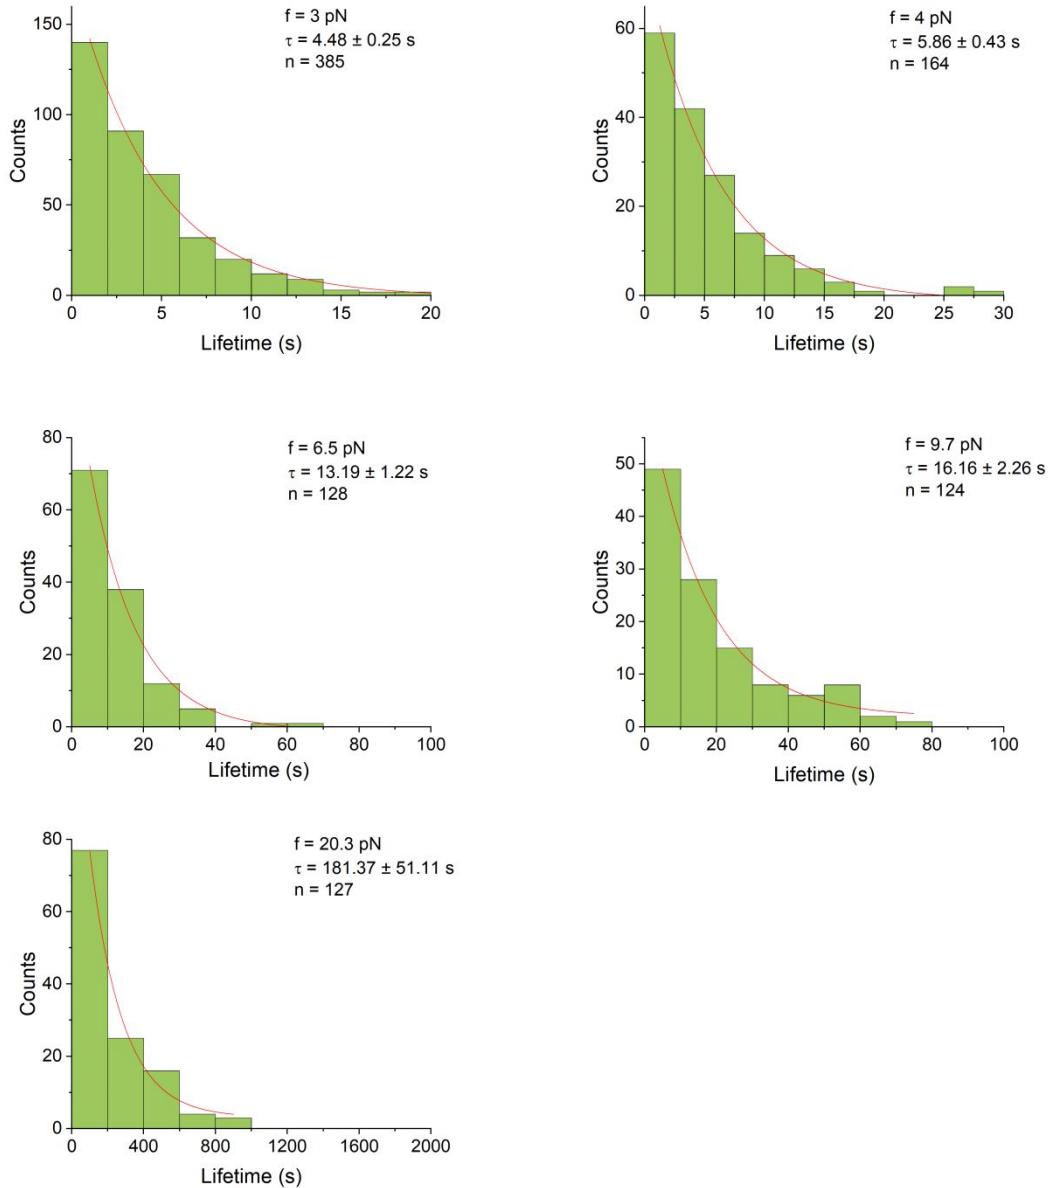 f = 3 pN
τ = 4.48 ± 0.25 s
n = 385
150
100
50
0
Counts
0 5 10 15 20
Lifetime (s)
f = 4 pN
τ = 5.86 ± 0.43 s
n = 164
60
40
20
0
Counts
0 5 10 15 20 25 30
Lifetime (s)
f = 6.5 pN
τ = 13.19 ± 1.22 s
n = 128
80
60
40
20
0
Counts
0 20 40 60 80 100
Lifetime (s)
f = 9.7 pN
τ = 16.16 ± 2.26 s
n = 124
50
40
30
20
10
0
Counts
0 20 40 60 80 100
Lifetime (s)
f = 20.3 pN
τ = 181.37 ± 51.11 s
n = 127
80
60
40
20
0
Counts
0 400 800 1200 1600 2000
Lifetime (s)